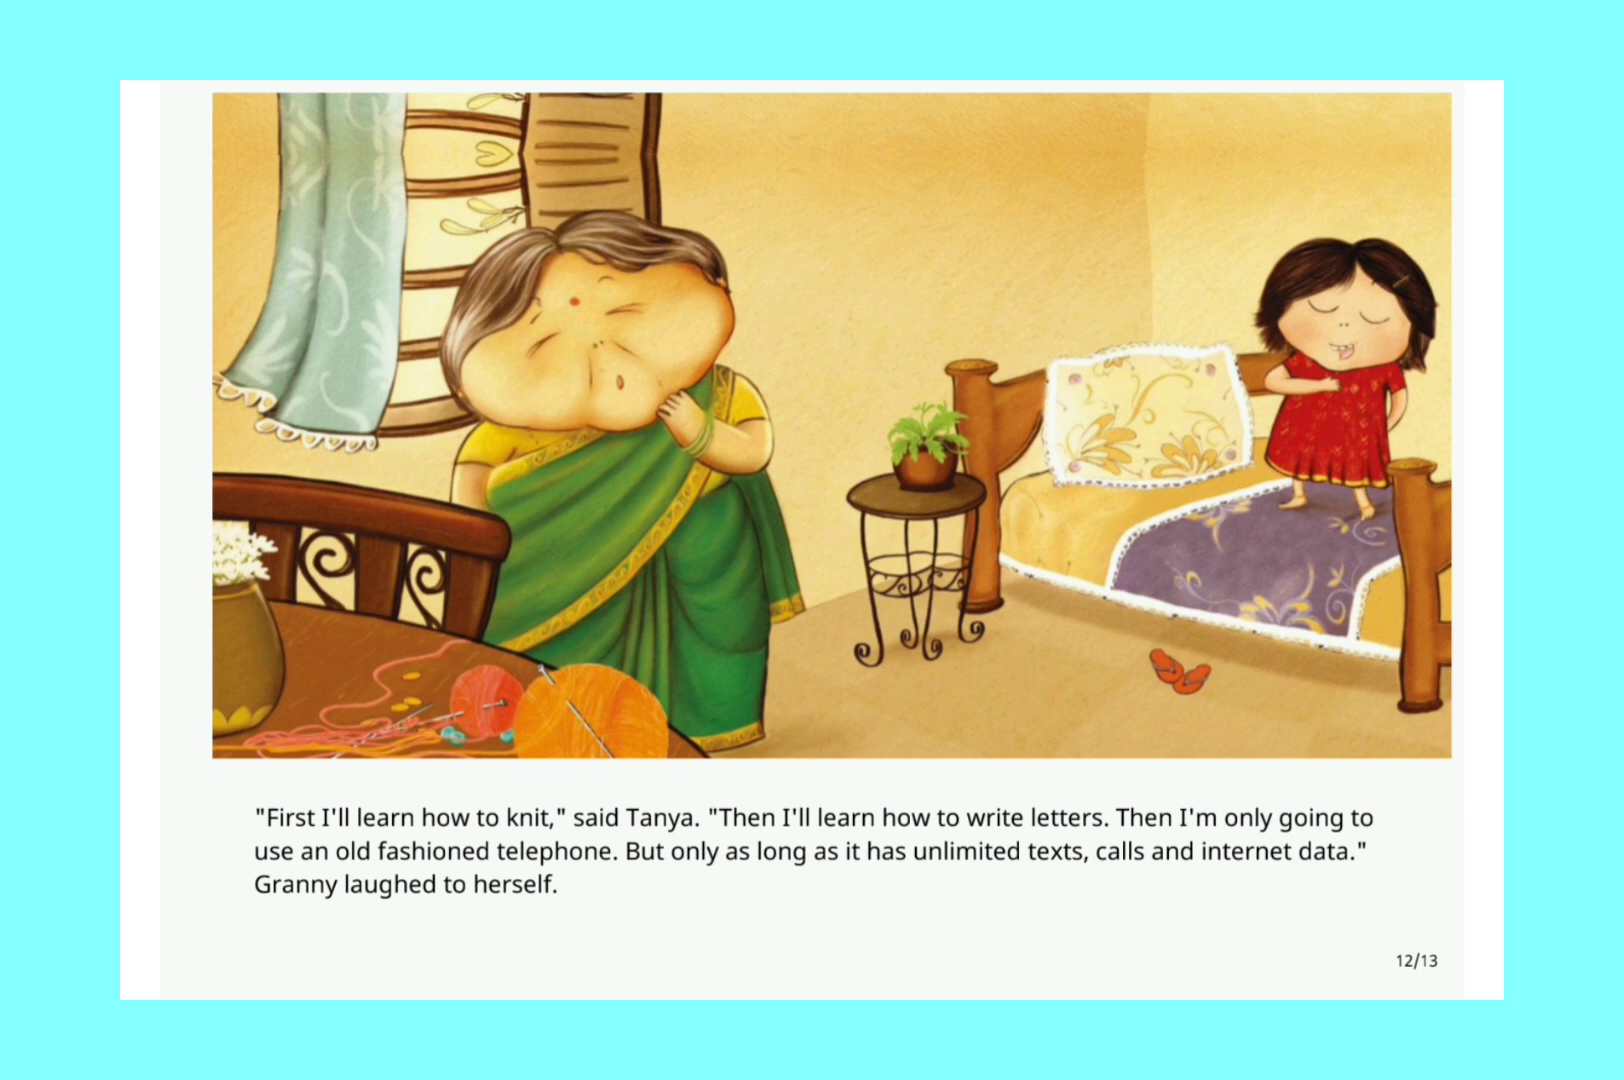 "First I'll learn how to knit," said Tanya. "Then I'll learn how to write letters. Then I'm only going to
use an old fashioned telephone. But only as long as it has unlimited texts, calls and internet data."
Granny laughed to herself.
12/13